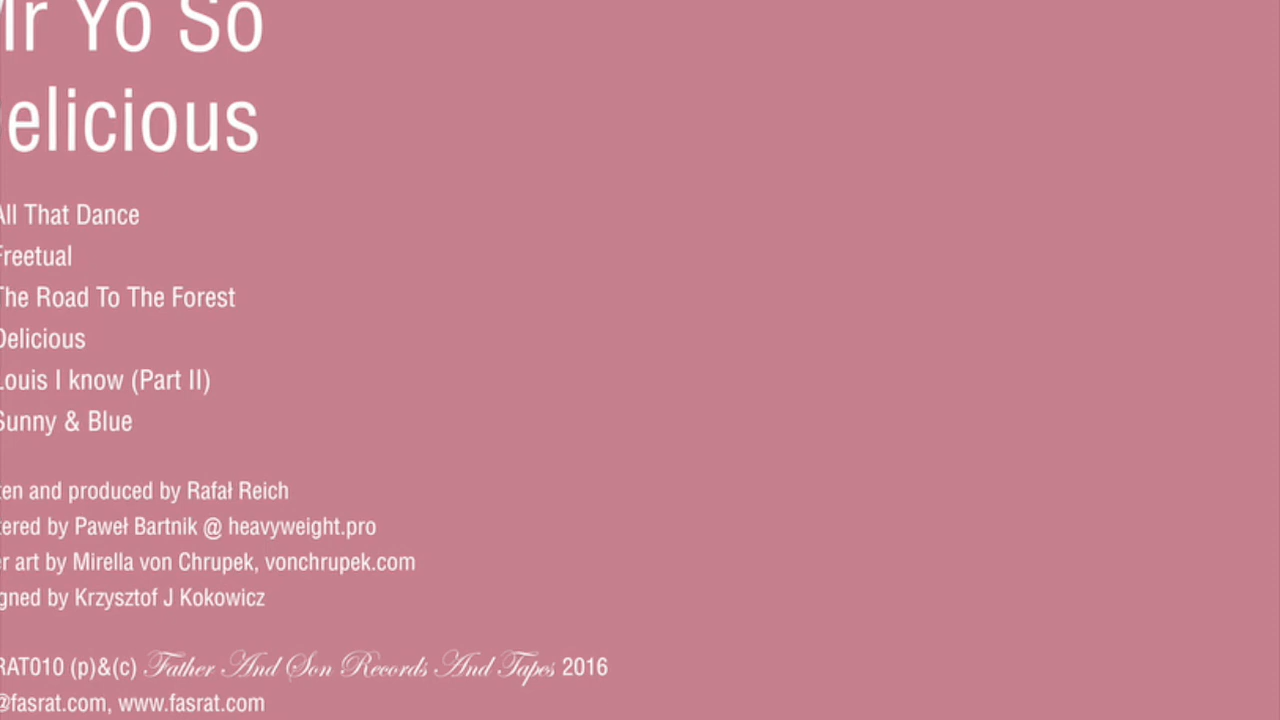 Mr Yo So
elicious
All That Dance
Freetual
The Road To The Forest
Delicious
Louis I know (Part II)
Sunny & Blue
ten and produced by Rafał Reich
tered by Paweł Bartnik @ heavyweight.pro
er art by Mirella von Chrupek, vonchrupek.com
gned by Krzysztof J Kokowicz
RAT010 (p)&(c) Father And Son Records And Tapes 2016
@fasrat.com, www.fasrat.com